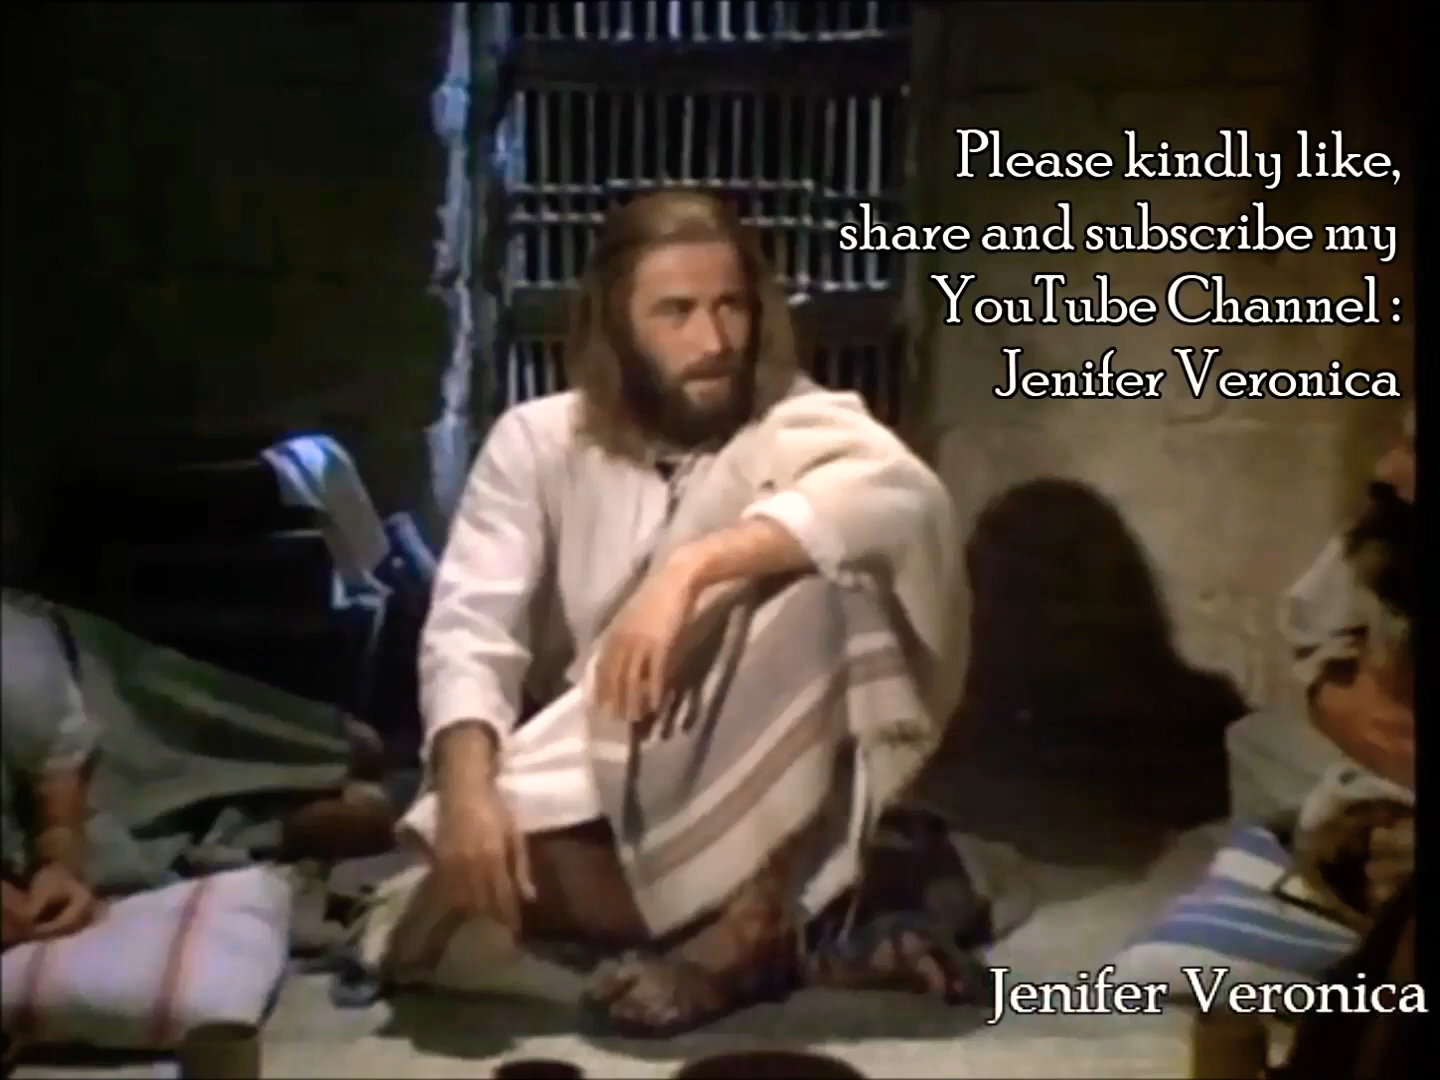 Please kindly like,
share and subscribe my
YouTube Channel :
Jenifer Veronica
Jenifer Veronica